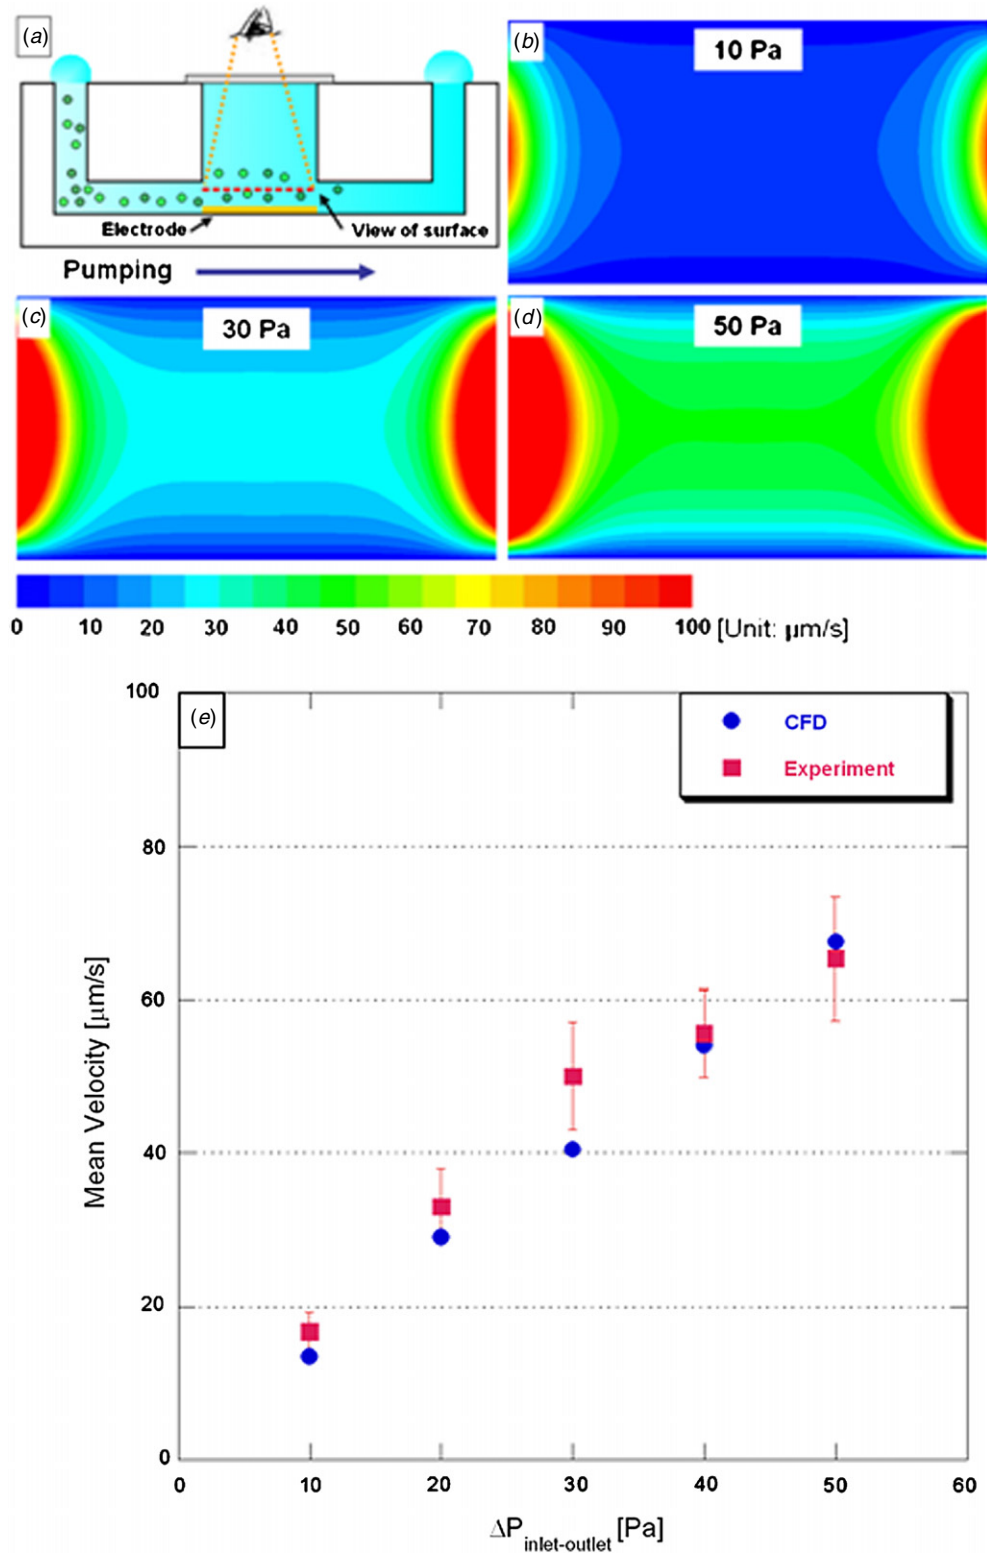 (a)
Electrode
View of surface
Pumping
(b)
10 Pa
(c)
30 Pa
(d)
50 Pa
0 10 20 30 40 50 60 70 80 90 100 [Unit: μm/s]
(e)
CFD
Experiment
Mean Velocity [μm/s]
100
80
60
40
20
0
0 10 20 30 40 50 60
ΔP inlet-outlet [Pa]